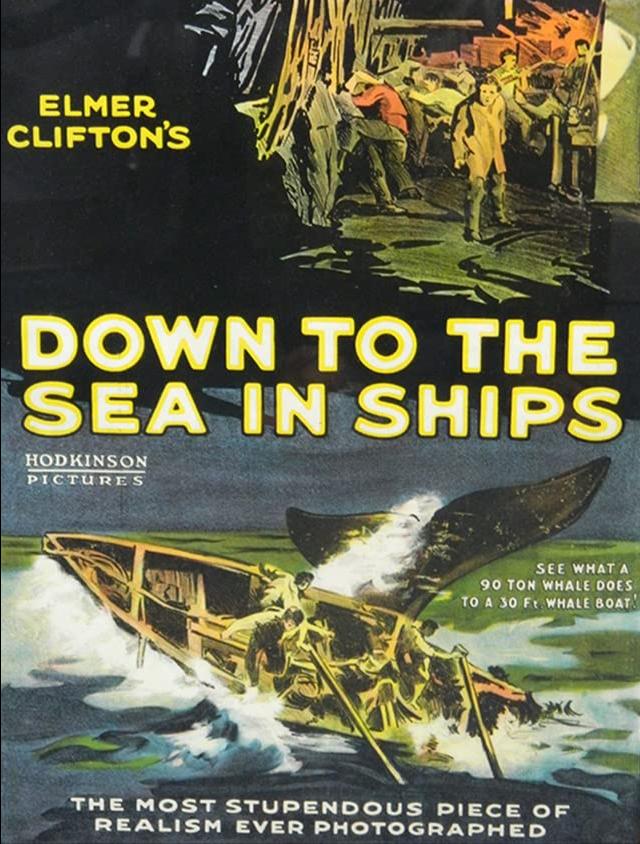 ELMER
CLIFTON'S
DOWN TO THE
SEA IN SHIPS
HODKINSON
PICTURES
SEE WHAT A
90 TON WHALE DOES
TO A 30 Ft. WHALE BOAT!
THE MOST STUPENDOUS PIECE OF
REALISM EVER PHOTOGRAPHED